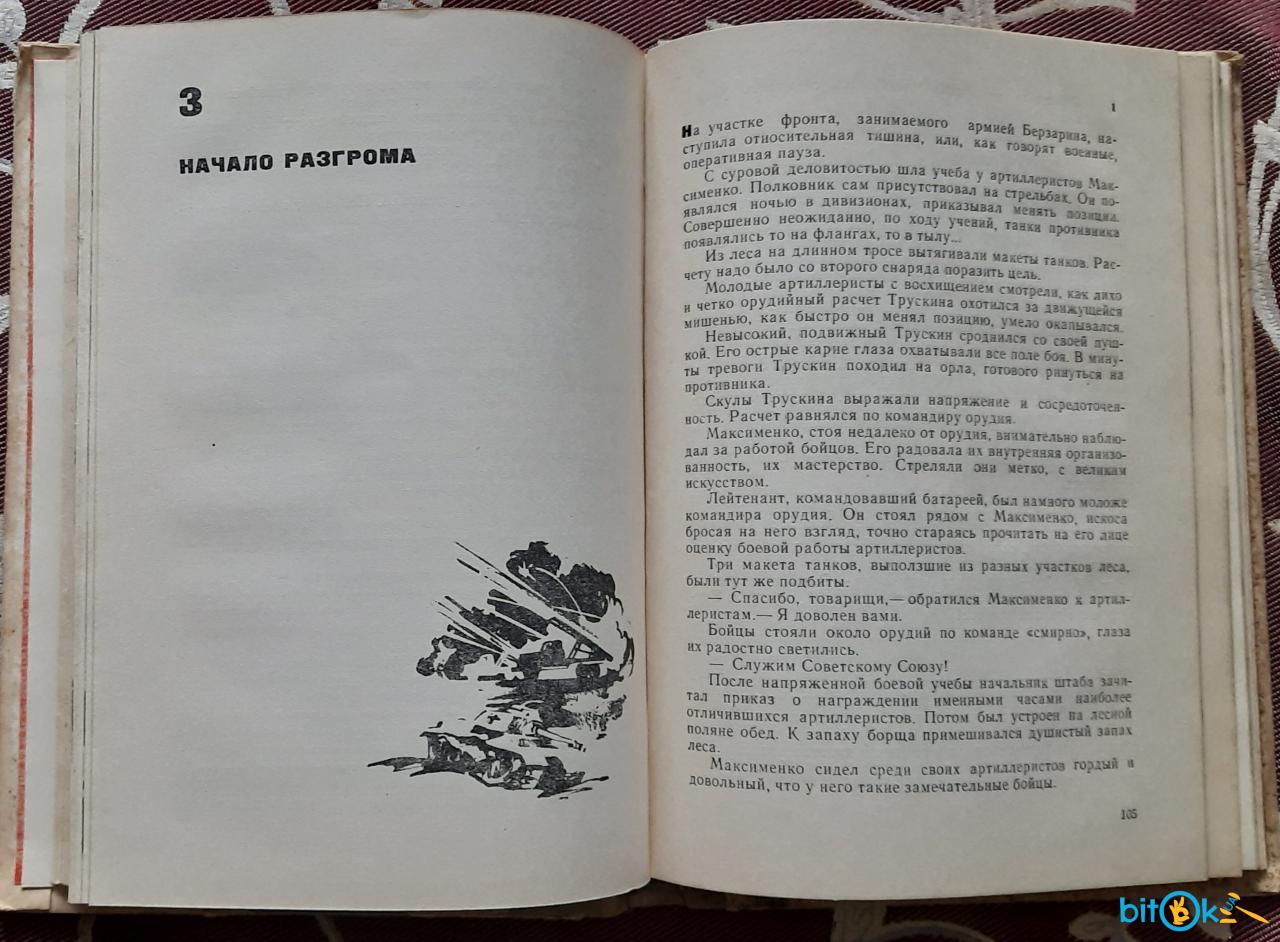 3
НАЧАЛО РАЗГРОМА
1
На участке фронта, занимаемого армией Берзарина, на-
ступила относительная тишина, или, как говорят военные,
оперативная пауза.
С суровой деловитостью шла учеба у артиллеристов Мак-
сименко. Полковник сам присутствовал на стрельбах. Он по-
являлся ночью в дивизионах, приказывал менять позиции.
Совершенно неожиданно, по ходу учений, танки противника
появлялись то на флангах, то в тылу...
Из леса на длинном тросе вытягивали макеты танков. Рас-
чету надо было со второго снаряда поразить цель.
Молодые артиллеристы с восхищением смотрели, как лихо
и четко орудийный расчет Трускина охотился за движущейся
мишенью, как быстро он менял позицию, умело окапывался.
Невысокий, подвижный Трускин сроднился со своей пуш-
кой. Его острые карие глаза охватывали все поле боя. В мину-
ты тревоги Трускин походил на орла, готового ринуться на
противника.
Скулы Трускина выражали напряжение и сосредоточен-
ность. Расчет равнялся по командиру орудия.
Максименко, стоя недалеко от орудия, внимательно наблю-
дал за работой бойцов. Его радовала их внутренняя организо-
ванность, их мастерство. Стреляли они метко, с великим
искусством.
Лейтенант, командовавший батареей, был намного моложе
командира орудия. Он стоял рядом с Максименко, искоса
бросая на него взгляд, точно стараясь прочитать на его лице
оценку боевой работы артиллеристов.
Три макета танков, выползшие из разных участков леса,
были тут же подбиты.
— Спасибо, товарищи,— обратился Максименко к артил-
леристам.— Я доволен вами.
Бойцы стояли около орудий по команде «смирно», глаза
их радостно светились.
— Служим Советскому Союзу!
После напряженной боевой учебы начальник штаба зачи-
тал приказ о награждении именными часами наиболее
отличившихся артиллеристов. Потом был устроен на лесной
поляне обед. К запаху борща примешивался душистый запах
леса.
Максименко сидел среди своих артиллеристов гордый и
довольный, что у него такие замечательные бойцы.
105
bitOk UA